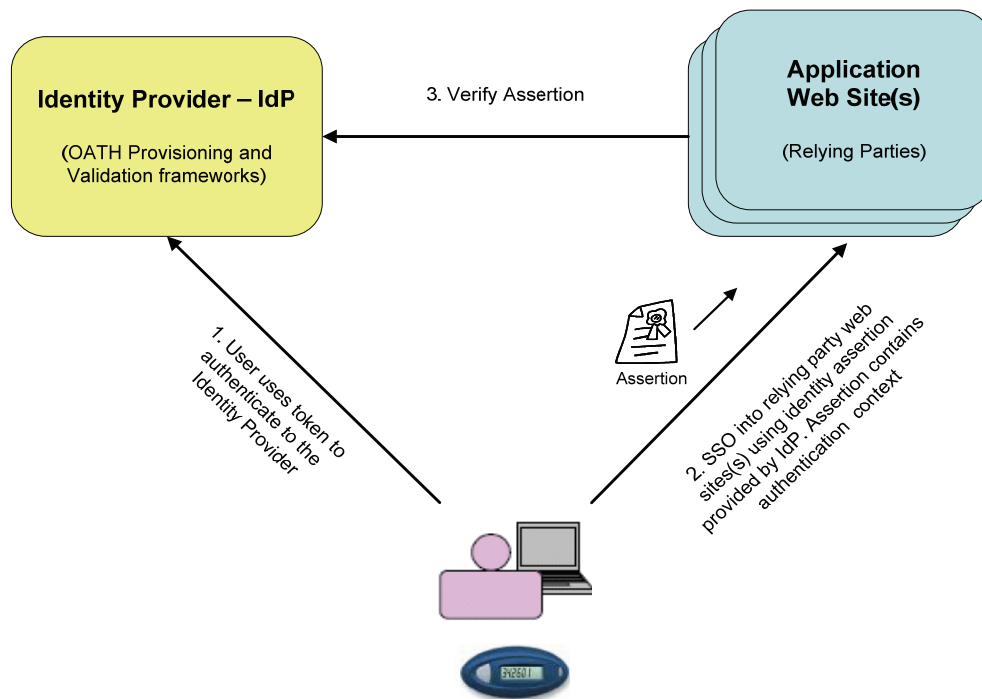 Identity Provider – IdP
(OATH Provisioning and
Validation frameworks)
3. Verify Assertion
Application
Web Site(s)
(Relying Parties)
1. User uses token to
authenticate to the
Identity Provider
Assertion
2. SSO into relying party web
sites(s) using identity assertion
provided by IdP. Assertion contains
authentication context